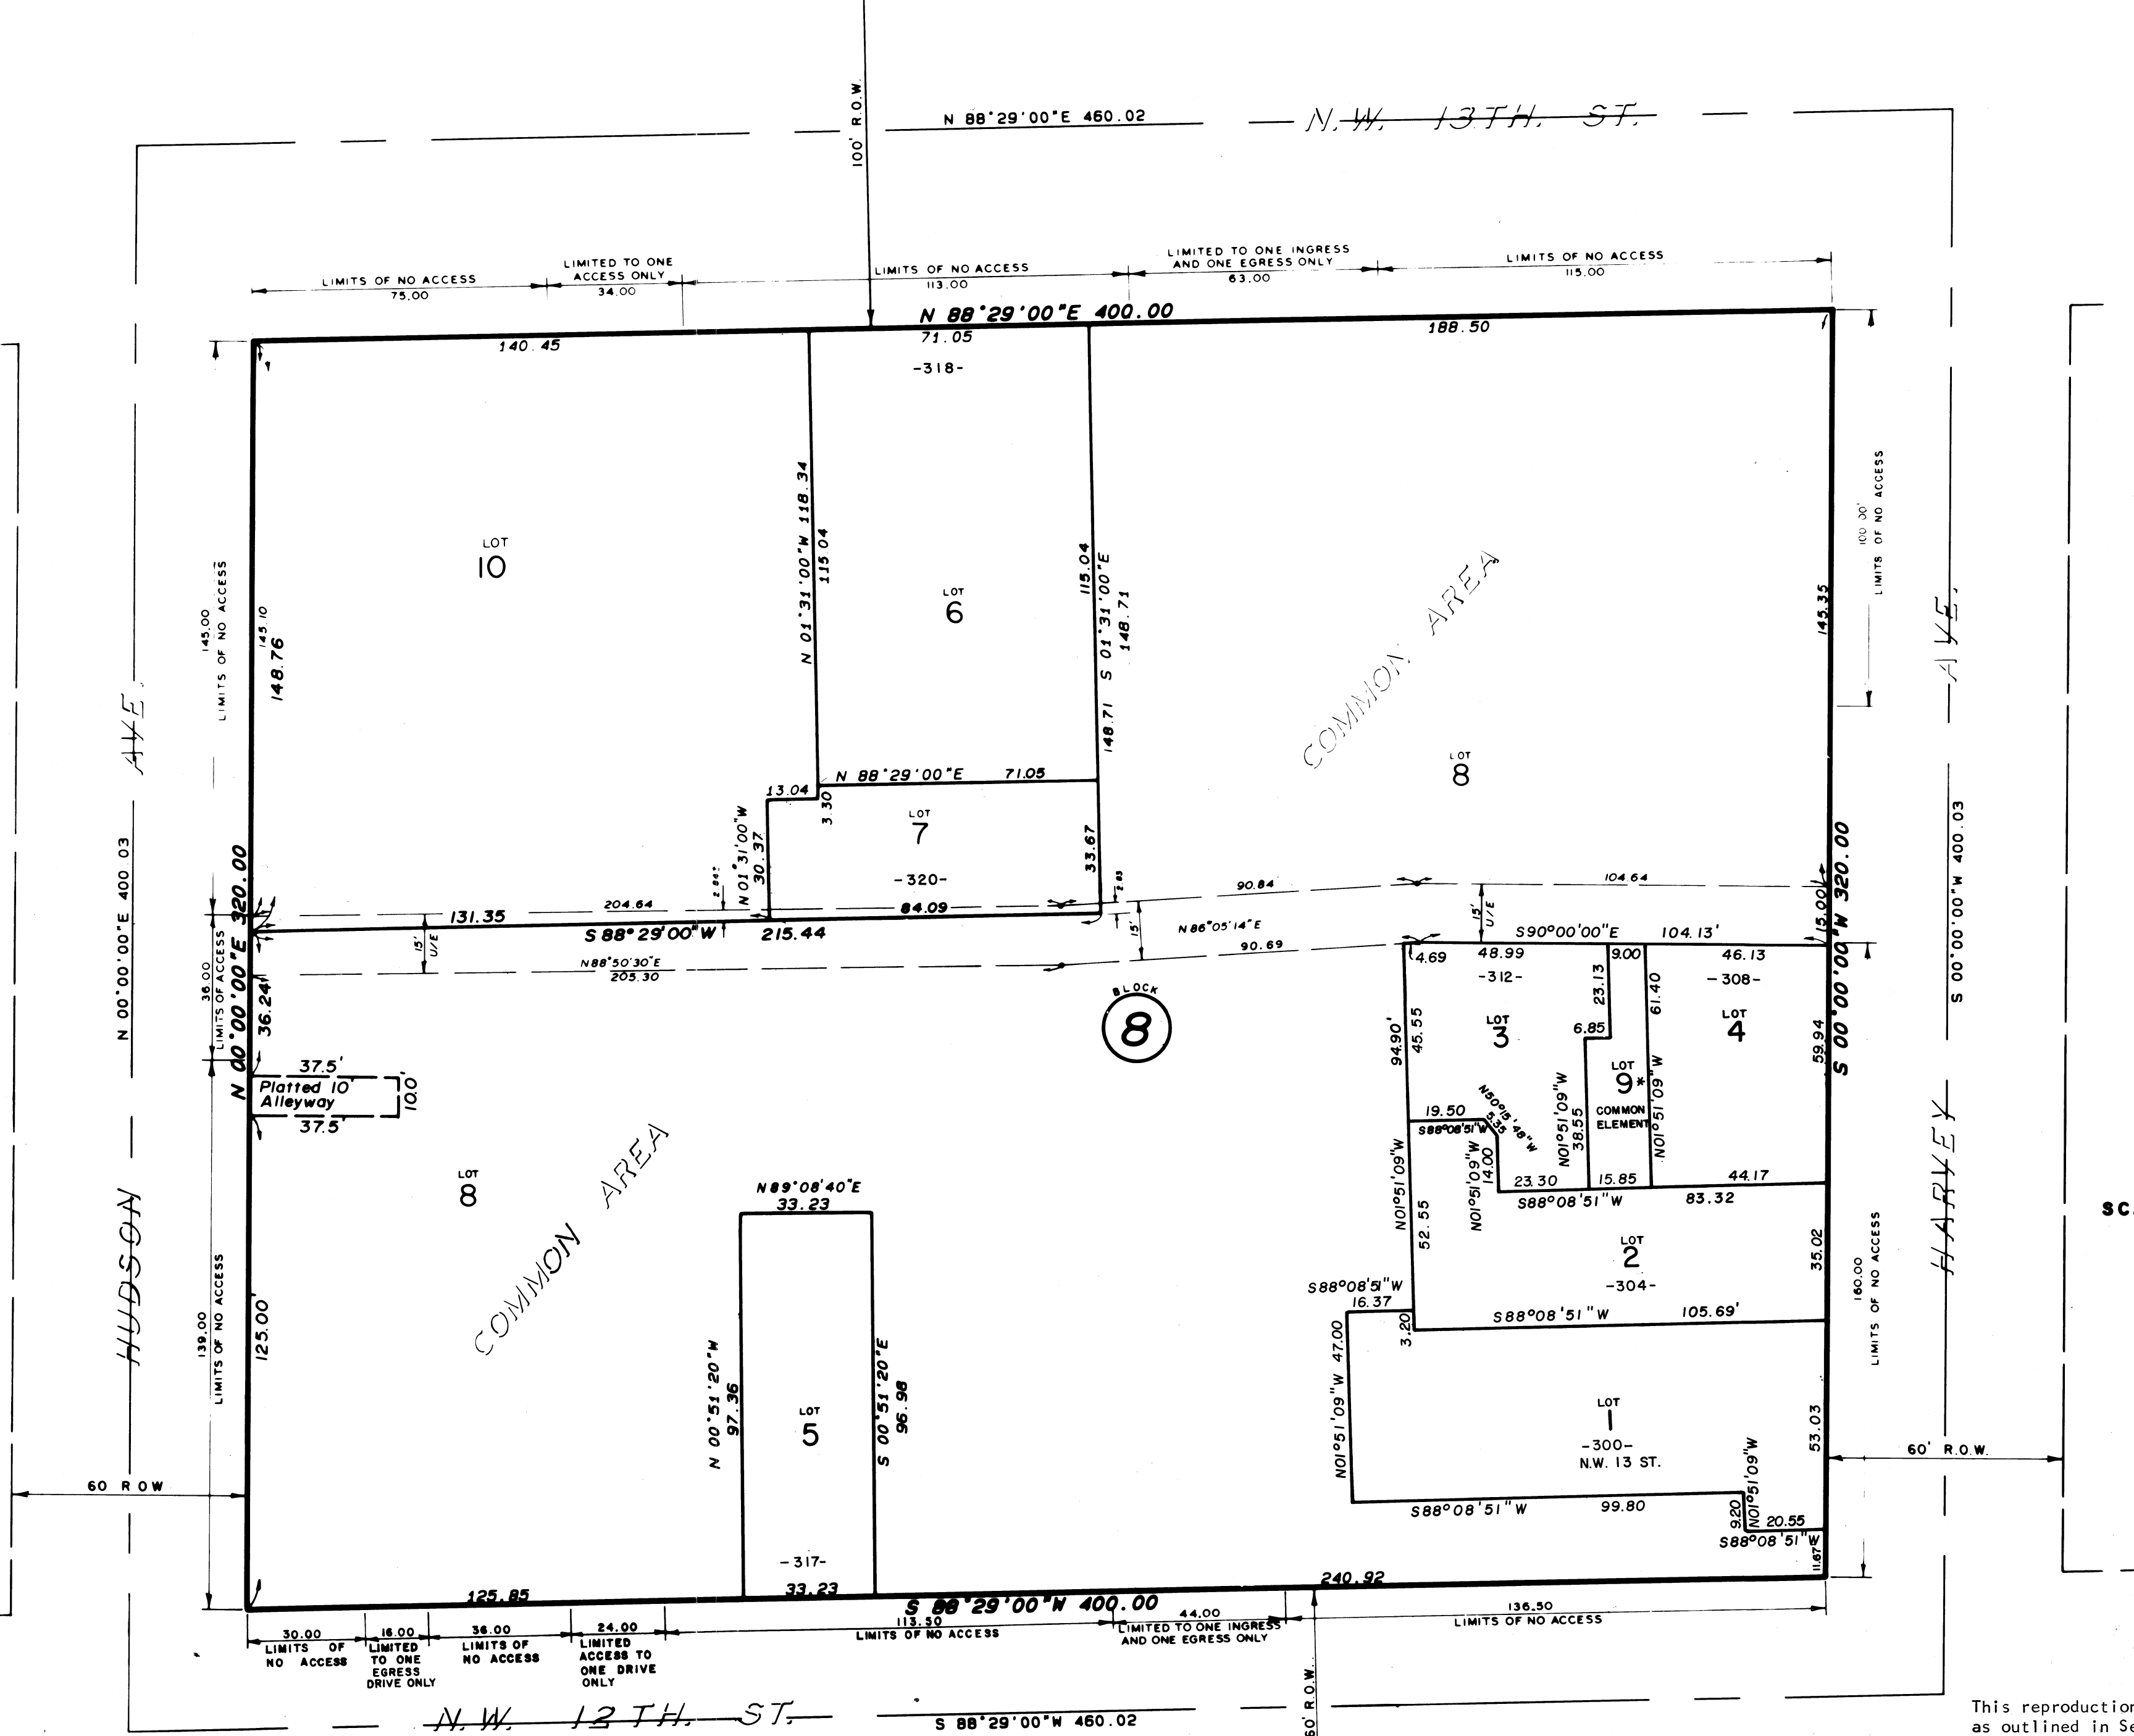 100' R.O.W.
N 88°29'00"E 460.02
N.W. 13TH. ST.
LIMITS OF NO ACCESS
75.00
LIMITED TO ONE
ACCESS ONLY
34.00
LIMITS OF NO ACCESS
113.00
LIMITED TO ONE INGRESS
AND ONE EGRESS ONLY
63.00
LIMITS OF NO ACCESS
115.00
N 88°29'00"E 400.00
140.45
71.05
188.50
-318-
LOT
10
N 01°31'00"W 118.34
115.04
LOT
6
115.04
S 01°31'00"E
148.71
148.71
COMMON AREA
LOT
8
145.35
100.00'
LIMITS OF NO ACCESS
145.00
LIMITS OF NO ACCESS
145.10
148.76
HUDSON AVE.
N 00°00'00"E 400.03
N 00°00'00"E 320.00
N 88°29'00"E 71.05
13.04
3.30
LOT
7
N 01°31'00"W
30.37
33.67
-320-
84.09
204.64
131.35
S 88°29'00"W 215.44
15'
U/E
N88°50'30"E
205.30
2.83
15'
90.84
N 86°05'14"E
90.69
104.64
15'
U/E
15.00
S90°00'00"E 104.13'
S 00°00'00"W 320.00
S 00°00'00"W 400.03
HARVEY AVE.
36.00
LIMITS OF ACCESS
36.24'
37.5'
Platted 10'
Alleyway
10.0'
37.5'
BLOCK
8
4.69
48.99
9.00
46.13
-312-
-308-
23.13
61.40
LOT
3
LOT
4
6.85
94.90'
45.55
59.94
LOT
9*
COMMON
ELEMENT
N01°51'09"W
38.55
N01°51'09"W
19.50
S88°08'51"W
N50°15'48"W
5.35
N01°51'09"W
14.00
23.30
15.85
44.17
S88°08'51"W
83.32
N01°51'09"W
52.55
LOT
2
-304-
35.02
S88°08'51"W
16.37
3.20
S88°08'51"W 105.69'
N01°51'09"W 47.00
LOT
1
-300-
N.W. 13 ST.
53.03
S88°08'51"W 99.80
9.20
N01°51'09"W
20.55
S88°08'51"W
11.67
160.00
LIMITS OF NO ACCESS
60' R.O.W.
LOT
8
COMMON AREA
139.00
LIMITS OF NO ACCESS
125.00'
60 ROW
N89°08'40"E
33.23
N 00°51'20"W
97.36
LOT
5
S 00°51'20"E
96.98
-317-
33.23
125.85
240.92
S 88°29'00"W 400.00
30.00
LIMITS OF
NO ACCESS
16.00
LIMITED
TO ONE
EGRESS
DRIVE ONLY
36.00
LIMITS OF
NO ACCESS
24.00
LIMITED
ACCESS TO
ONE DRIVE
ONLY
113.50
LIMITS OF NO ACCESS
44.00
LIMITED TO ONE INGRESS
AND ONE EGRESS ONLY
136.50
LIMITS OF NO ACCESS
N.W. 12TH. ST.
S 88°29'00"W 460.02
60' R.O.W.
SC
This reproduction
as outlined in Se